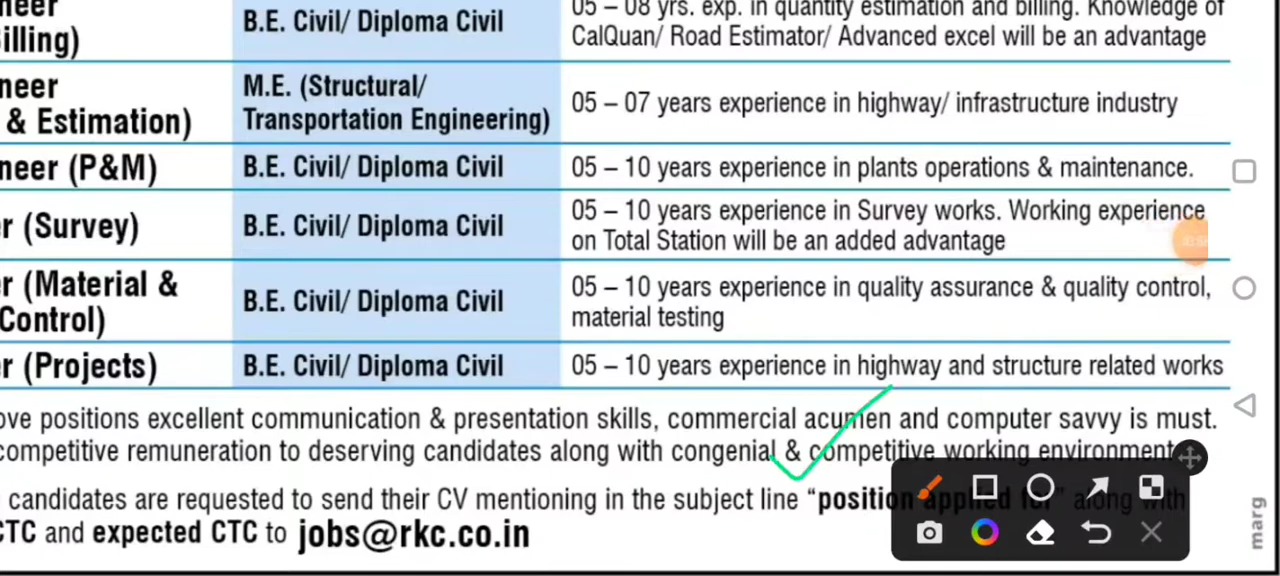 neer
B.E. Civil/ Diploma Civil
05 – 08 yrs. exp. in quantity estimation and billing. Knowledge of
illing)
CalQuan/ Road Estimator/ Advanced excel will be an advantage
neer
& Estimation)
M.E. (Structural/
Transportation Engineering)
05 – 07 years experience in highway/ infrastructure industry
neer (P&M)
B.E. Civil/ Diploma Civil
05 – 10 years experience in plants operations & maintenance.
r (Survey)
B.E. Civil/ Diploma Civil
05 – 10 years experience in Survey works. Working experience
on Total Station will be an added advantage
r (Material &
Control)
B.E. Civil/ Diploma Civil
05 – 10 years experience in quality assurance & quality control,
material testing
r (Projects)
B.E. Civil/ Diploma Civil
05 – 10 years experience in highway and structure related works
ove positions excellent communication & presentation skills, commercial acumen and computer savvy is must.
competitive remuneration to deserving candidates along with congenial & competitive working environment
candidates are requested to send their CV mentioning in the subject line “position applied for” along with
CTC and expected CTC to jobs@rkc.co.in
marg